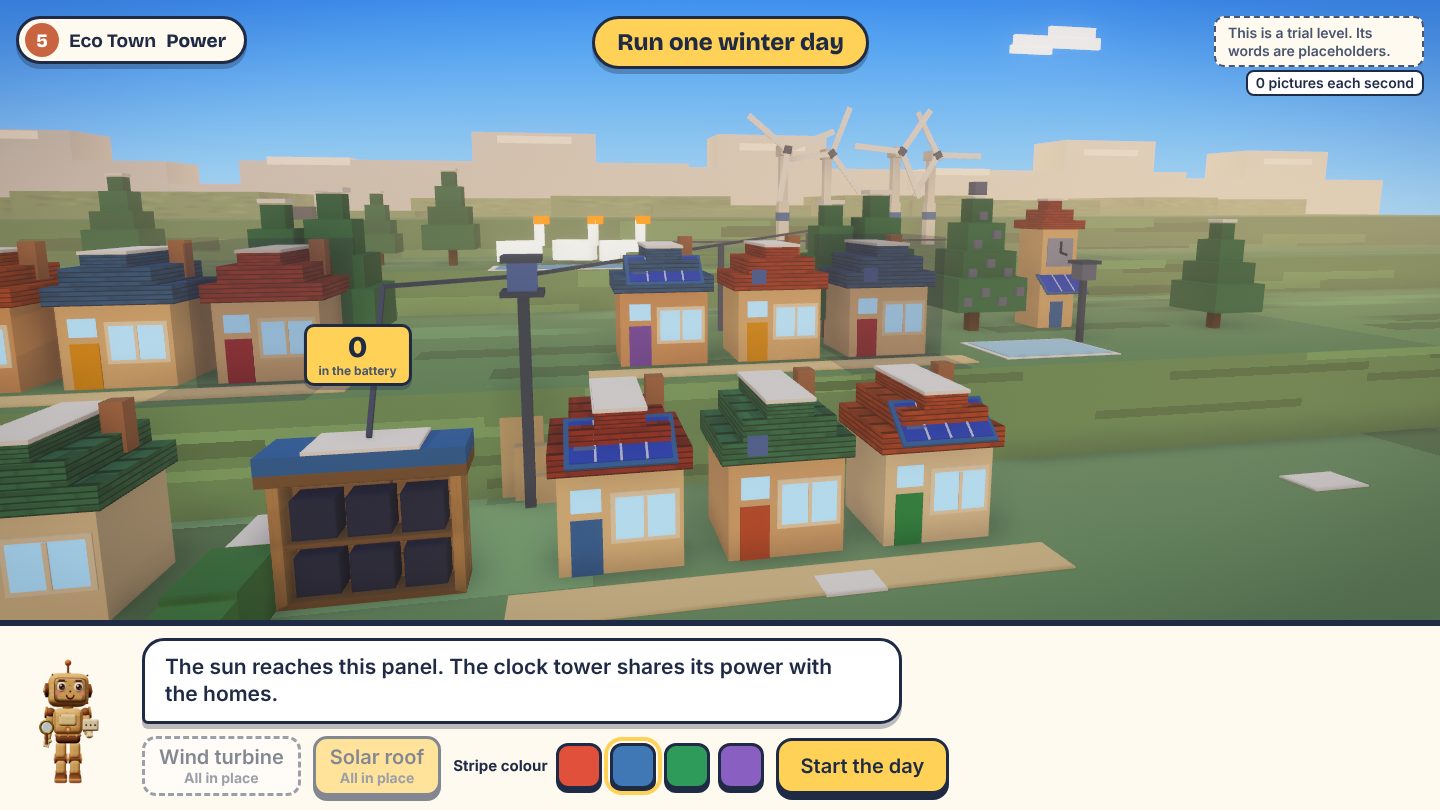 5 Eco Town Power
Run one winter day
This is a trial level. Its
words are placeholders.
0 pictures each second
0
in the battery
The sun reaches this panel. The clock tower shares its power with
the homes.
Wind turbine
All in place
Solar roof
All in place
Stripe colour
Start the day